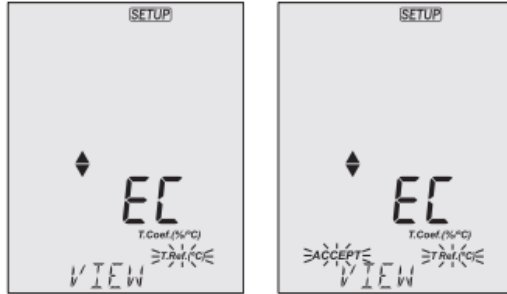 SETUP
EC
T.Coef.(%/°C)
T.Ref.(°C)
VIEW
SETUP
EC
T.Coef.(%/°C)
ACCEPT T.Ref.(°C)
VIEW